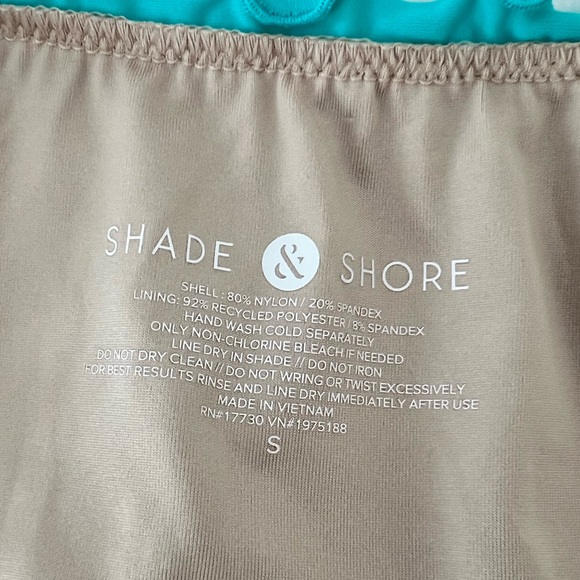 SHADE & SHORE
SHELL: 80% NYLON / 20% SPANDEX
LINING: 92% RECYCLED POLYESTER / 8% SPANDEX
HAND WASH COLD SEPARATELY
ONLY NON-CHLORINE BLEACH IF NEEDED
LINE DRY IN SHADE // DO NOT IRON
DO NOT DRY CLEAN // DO NOT WRING OR TWIST EXCESSIVELY
FOR BEST RESULTS RINSE AND LINE DRY IMMEDIATELY AFTER USE
MADE IN VIETNAM
RN#17730 VN#1975188
S